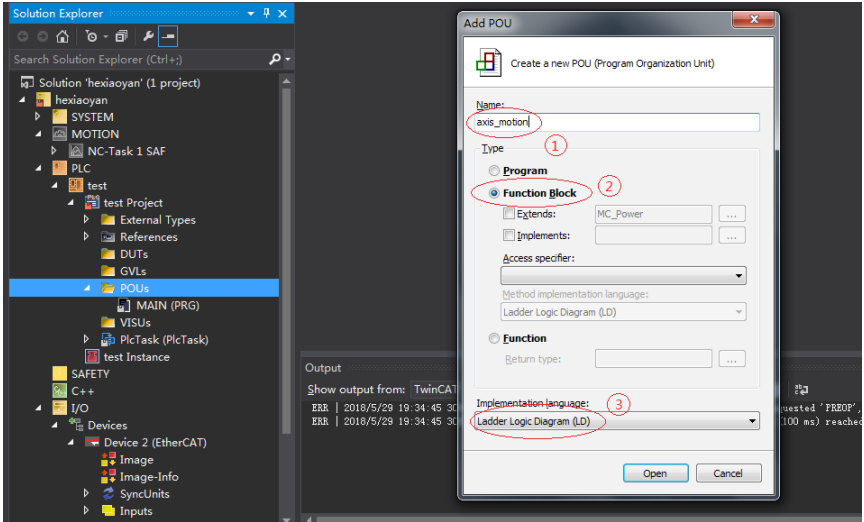 Solution Explorer
Search Solution Explorer (Ctrl+;)
Solution 'hexiaoyan' (1 project)
hexiaoyan
SYSTEM
MOTION
NC-Task 1 SAF
PLC
test
test Project
External Types
References
DUTs
GVLs
POUs
MAIN (PRG)
VISUs
PlcTask (PlcTask)
test Instance
SAFETY
C++
I/O
Devices
Device 2 (EtherCAT)
Image
Image-Info
SyncUnits
Inputs
Add POU
Create a new POU (Program Organization Unit)
Name:
axis_motion
1
Type
Program
Function Block
2
Extends:
MC_Power
...
Implements:
...
Access specifier:
Method implementation language:
Ladder Logic Diagram (LD)
Function
Return type:
...
Implementation language:
3
Ladder Logic Diagram (LD)
Open
Cancel
Output
Show output from: TwinCAT
ERR | 2018/5/29 19:34:45 30
quested 'PREOP',
ERR | 2018/5/29 19:34:45 30
(100 ms) reached